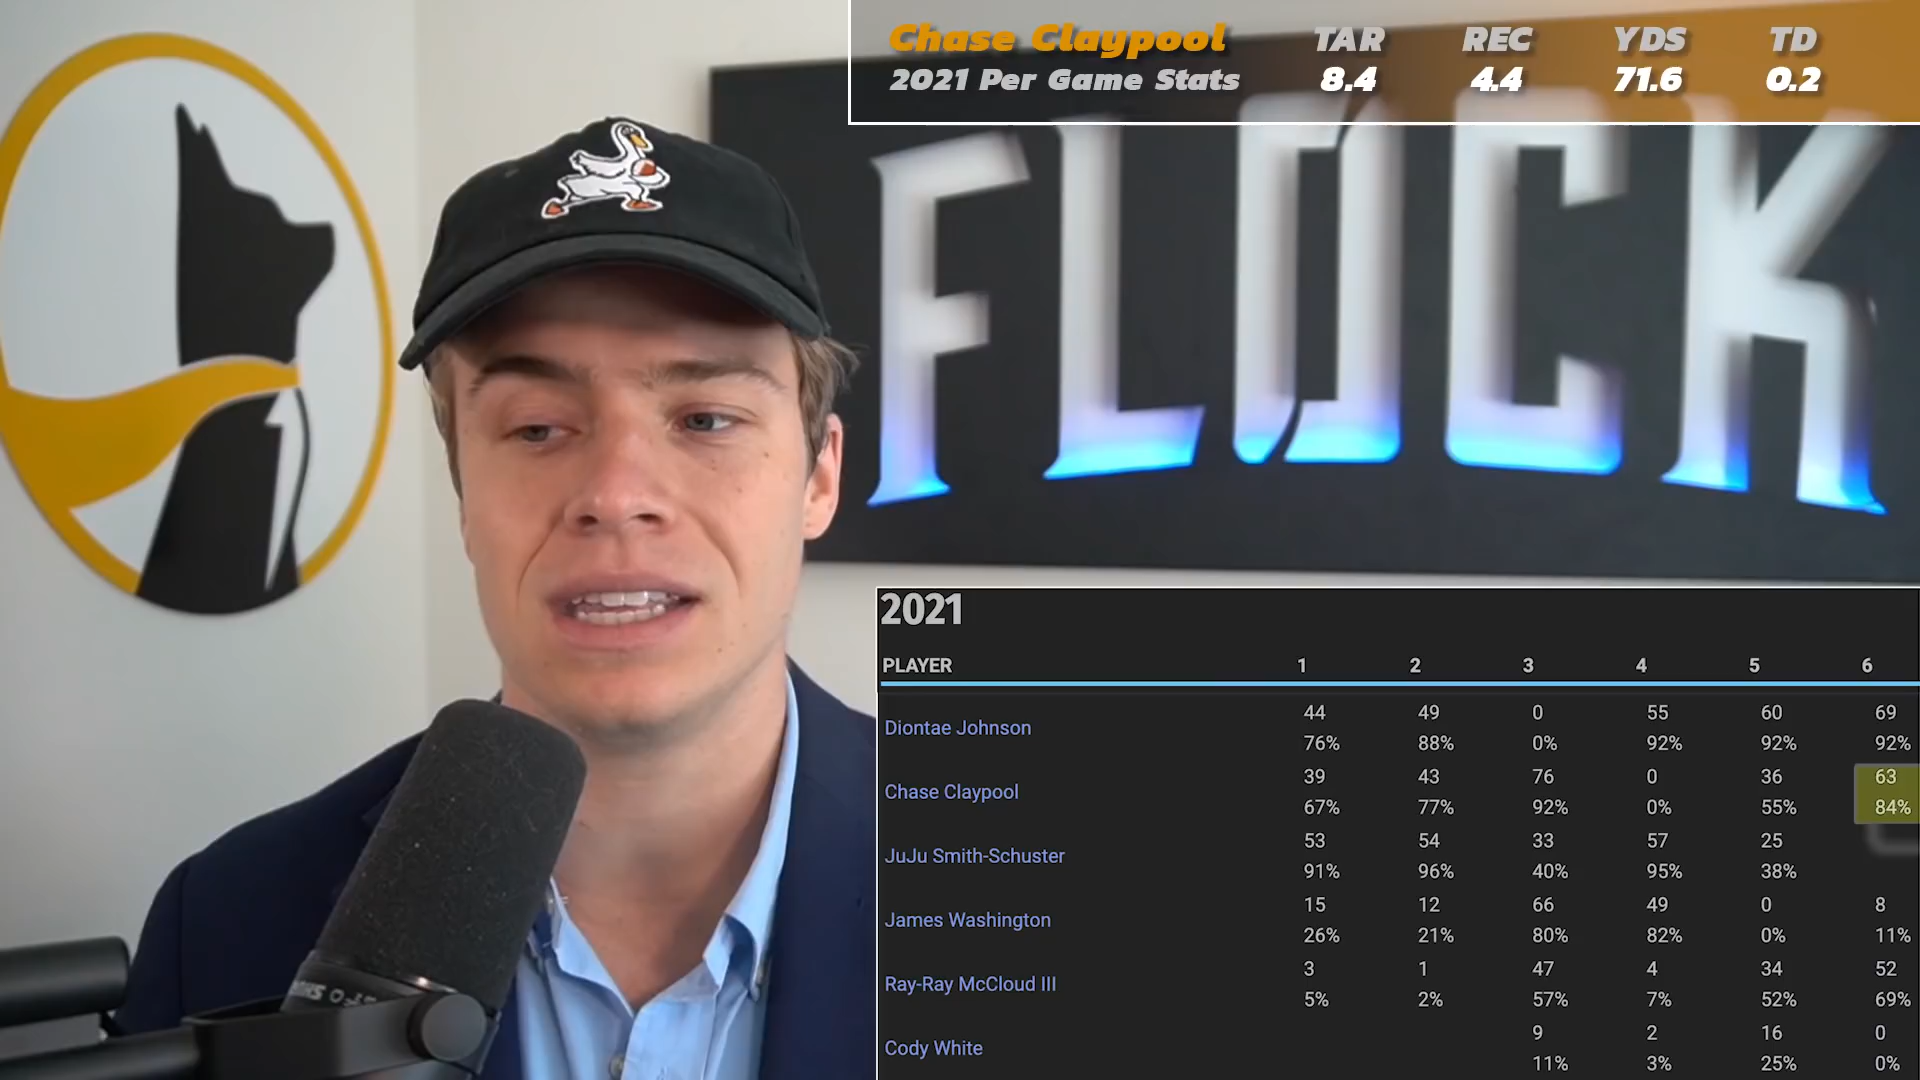 Chase Claypool TAR REC YDS TD
2021 Per Game Stats 8.4 4.4 71.6 0.2
FLOCK
2021
PLAYER 1 2 3 4 5 6
Diontae Johnson 44 49 0 55 60 69
76% 88% 0% 92% 92% 92%
Chase Claypool 39 43 76 0 36 63
67% 77% 92% 0% 55% 84%
JuJu Smith-Schuster 53 54 33 57 25
91% 96% 40% 95% 38%
James Washington 15 12 66 49 0 8
26% 21% 80% 82% 0% 11%
Ray-Ray McCloud III 3 1 47 4 34 52
5% 2% 57% 7% 52% 69%
Cody White 9 2 16 0
11% 3% 25% 0%